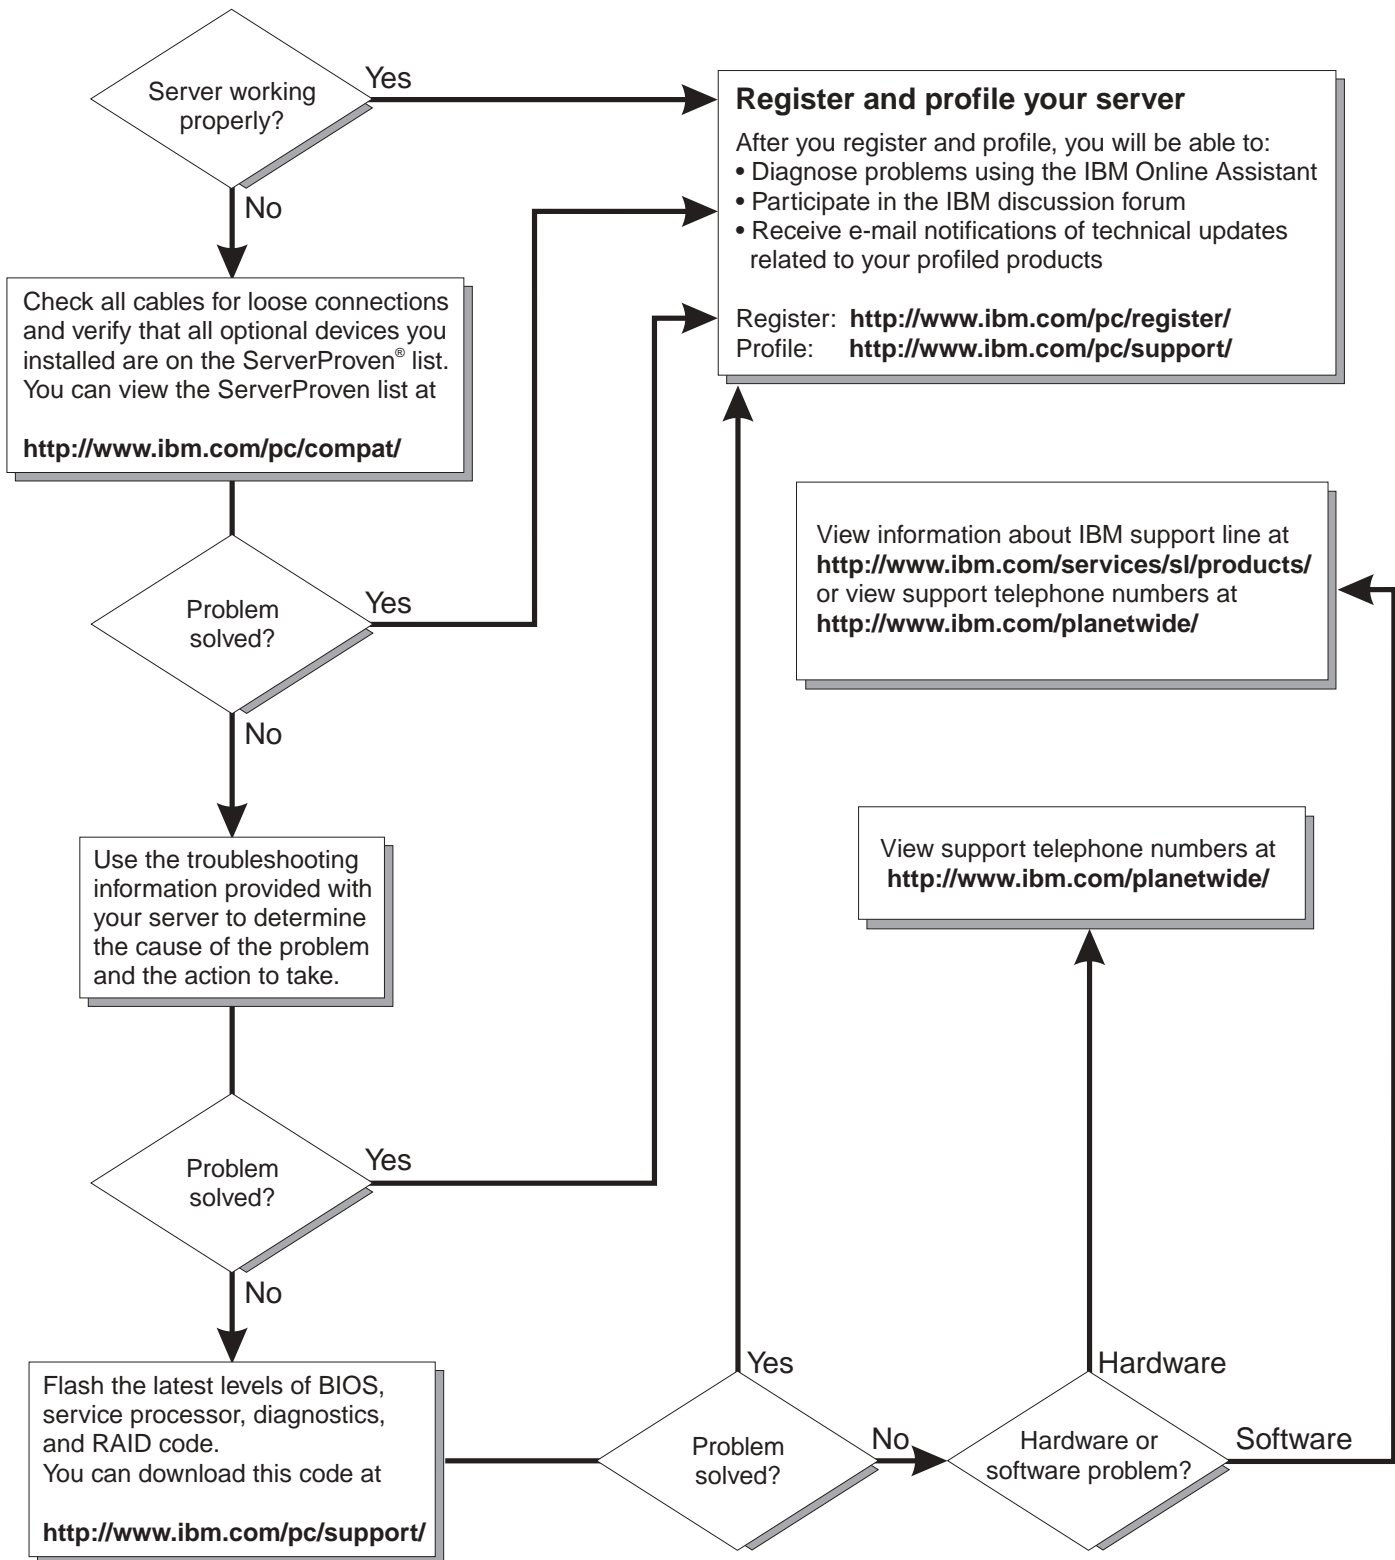 Server working
properly?
Yes
No
Register and profile your server
After you register and profile, you will be able to:
• Diagnose problems using the IBM Online Assistant
• Participate in the IBM discussion forum
• Receive e-mail notifications of technical updates
related to your profiled products
Register: http://www.ibm.com/pc/register/
Profile: http://www.ibm.com/pc/support/
Check all cables for loose connections
and verify that all optional devices you
installed are on the ServerProven® list.
You can view the ServerProven list at
http://www.ibm.com/pc/compat/
Problem
solved?
Yes
No
View information about IBM support line at
http://www.ibm.com/services/sl/products/
or view support telephone numbers at
http://www.ibm.com/planetwide/
Use the troubleshooting
information provided with
your server to determine
the cause of the problem
and the action to take.
View support telephone numbers at
http://www.ibm.com/planetwide/
Problem
solved?
Yes
No
Flash the latest levels of BIOS,
service processor, diagnostics,
and RAID code.
You can download this code at
http://www.ibm.com/pc/support/
Problem
solved?
Yes
No
Hardware or
software problem?
Hardware
Software